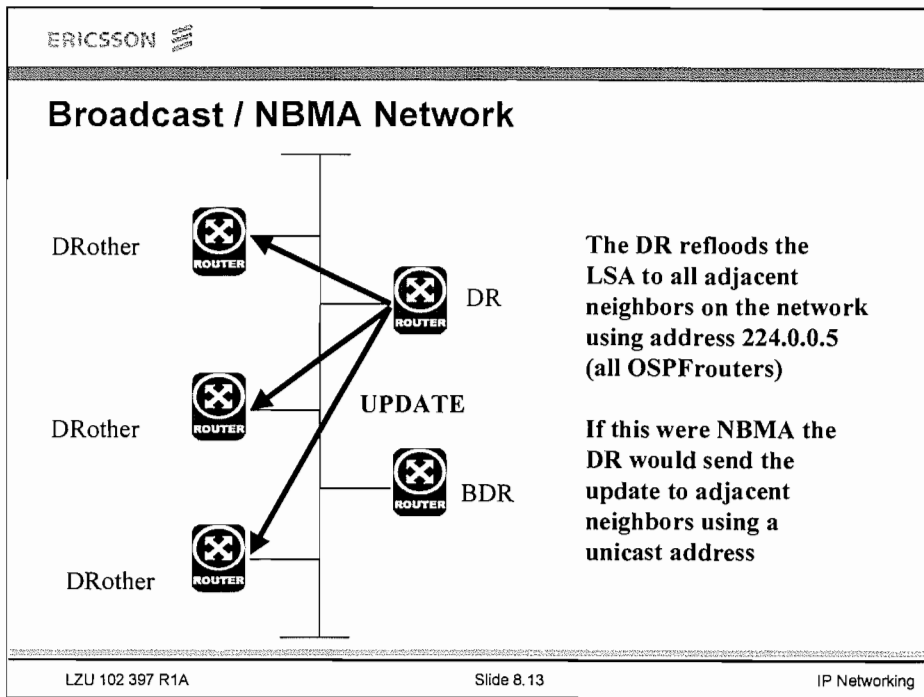 ERICSSON
Broadcast / NBMA Network
DRother
ROUTER
ROUTER
DR
The DR refloods the
LSA to all adjacent
neighbors on the network
using address 224.0.0.5
(all OSPFrouters)
DRother
ROUTER
UPDATE
ROUTER
BDR
If this were NBMA the
DR would send the
update to adjacent
neighbors using a
unicast address
DRother
ROUTER
LZU 102 397 R1A
Slide 8.13
IP Networking